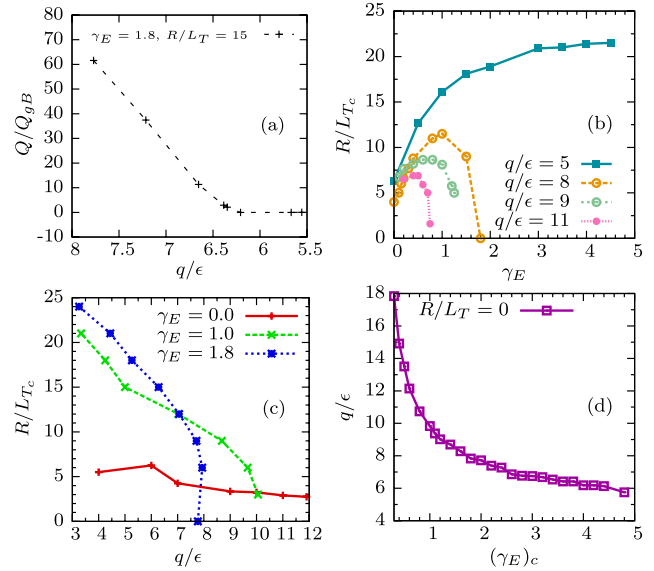 γ_E = 1.8, R/L_T = 15
(a)
Q/Q_gB
80
70
60
50
40
30
20
10
0
-10
8 7.5 7 6.5 6 5.5
q/ϵ
R/L_Tc
25
20
15
10
5
0
(b)
q/ϵ = 5
q/ϵ = 8
q/ϵ = 9
q/ϵ = 11
0 1 2 3 4 5
γ_E
R/L_Tc
25
20
15
10
5
0
γ_E = 0.0
γ_E = 1.0
γ_E = 1.8
(c)
3 4 5 6 7 8 9 10 11 12
q/ϵ
q/ϵ
18
16
14
12
10
8
6
4
R/L_T = 0
(d)
1 2 3 4 5
(γ_E)_c